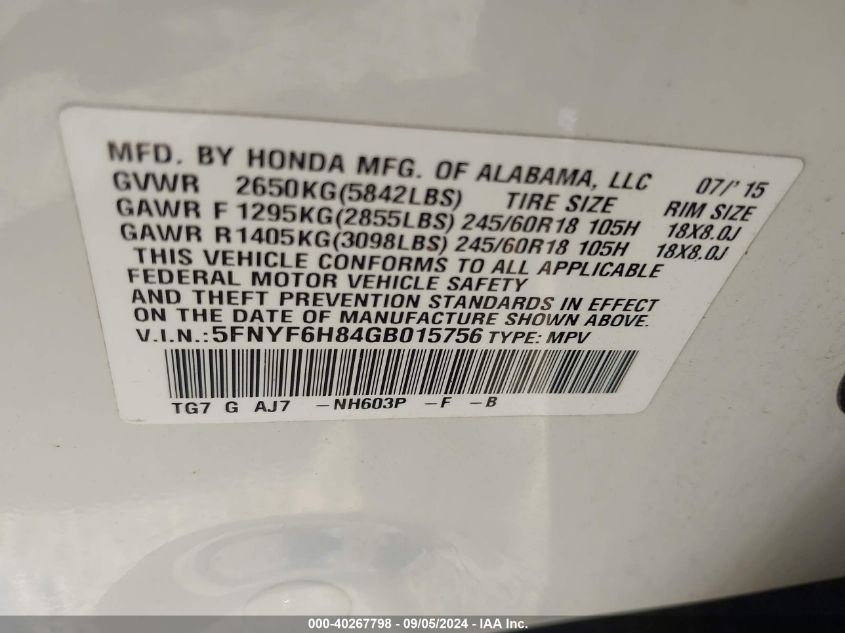 MFD. BY HONDA MFG. OF ALABAMA, LLC 07/'15
GVWR 2650KG(5842LBS) TIRE SIZE RIM SIZE
GAWR F 1295KG(2855LBS) 245/60R18 105H 18X8.0J
GAWR R1405KG(3098LBS) 245/60R18 105H 18X8.0J
THIS VEHICLE CONFORMS TO ALL APPLICABLE
FEDERAL MOTOR VEHICLE SAFETY
AND THEFT PREVENTION STANDARDS IN EFFECT
ON THE DATE OF MANUFACTURE SHOWN ABOVE.
V.I.N.:5FNYF6H84GB015756 TYPE: MPV
TG7 G AJ7 -NH603P -F -B
000-40267798 - 09/05/2024 - IAA Inc.